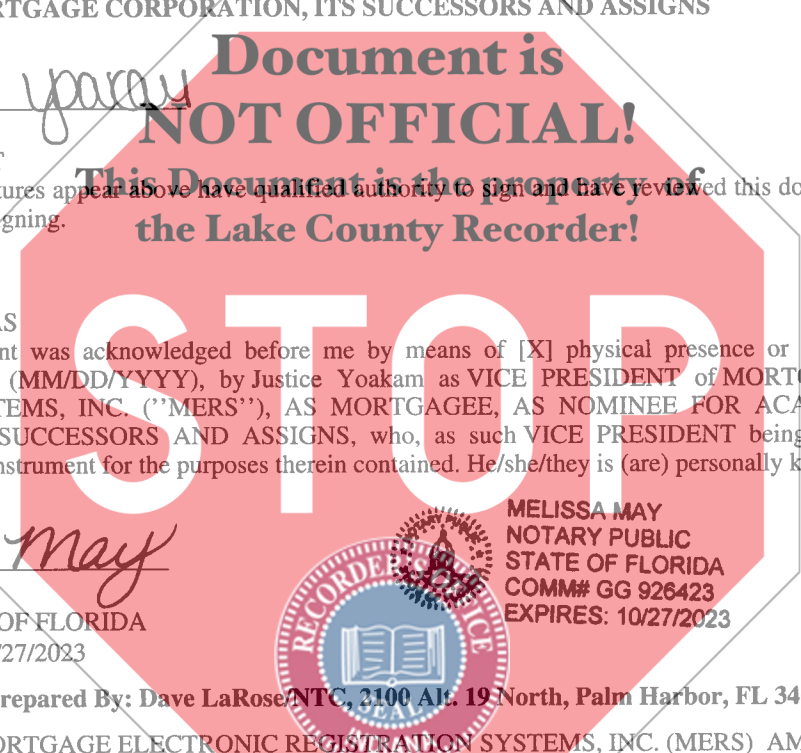 RTGAGE CORPORATION, ITS SUCCESSORS AND ASSIGNS
Document is
NOT OFFICIAL!
This Document is the property of
tures appear above have qualified authority to sign and have reviewed this do
gning.
the Lake County Recorder!
STOP
AS
nt was acknowledged before me by means of [X] physical presence or
(MM/DD/YYYY), by Justice Yoakam as VICE PRESIDENT of MORTG
TEMS, INC. (''MERS''), AS MORTGAGEE, AS NOMINEE FOR ACA
SUCCESSORS AND ASSIGNS, who, as such VICE PRESIDENT being
nstrument for the purposes therein contained. He/she/they is (are) personally k
May
MELISSA MAY
NOTARY PUBLIC
STATE OF FLORIDA
COMM# GG 926423
EXPIRES: 10/27/2023
OF FLORIDA
/27/2023
SEAL
repared By: Dave LaRose/NTC, 2100 Alt. 19 North, Palm Harbor, FL 34
ORTGAGE ELECTRONIC REGISTRATION SYSTEMS, INC. (MERS) AM